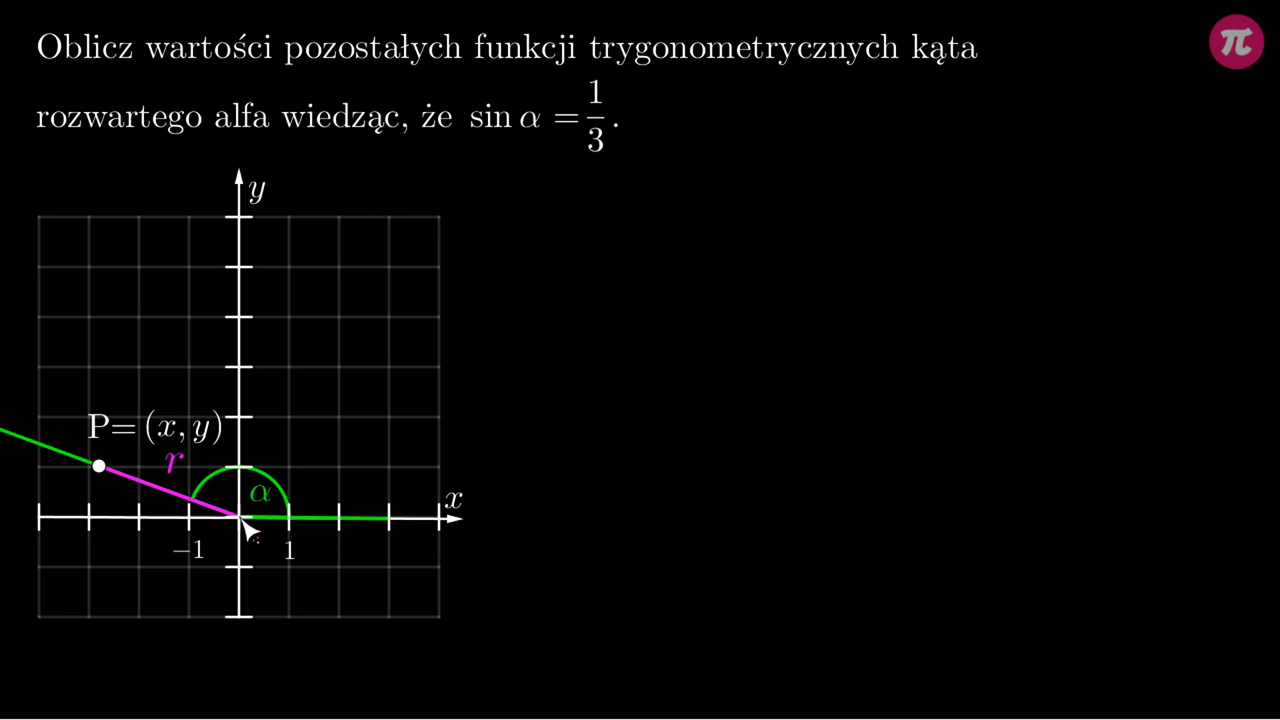 π
Oblicz wartości pozostałych funkcji trygonometrycznych kąta
rozwartego alfa wiedząc, że sin α = 1/3.
y
P=(x, y)
r
α
x
−1
1